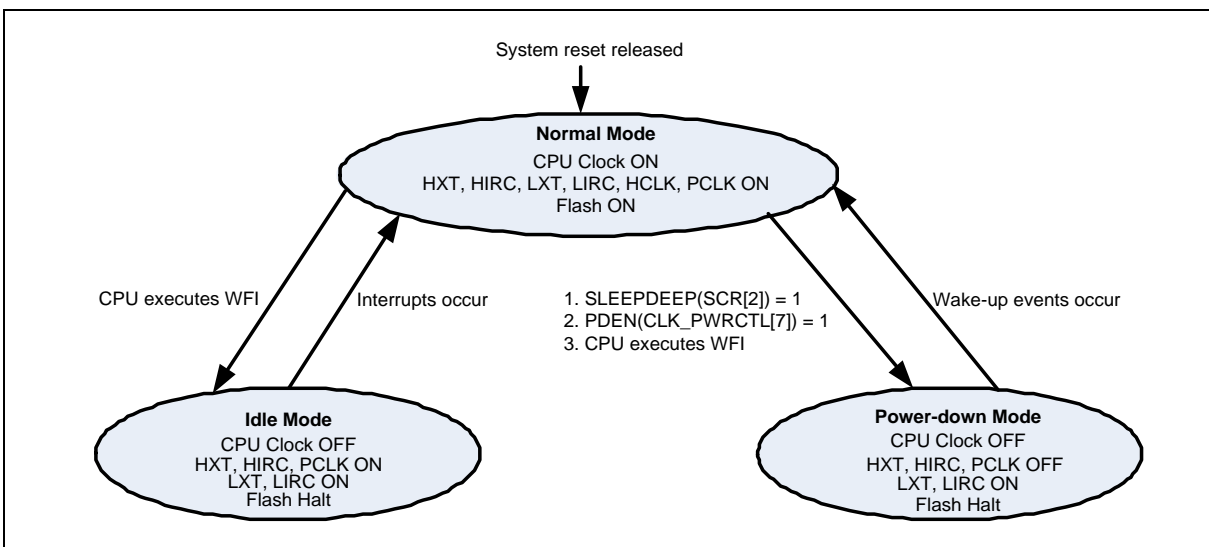 System reset released
Normal Mode
CPU Clock ON
HXT, HIRC, LXT, LIRC, HCLK, PCLK ON
Flash ON
CPU executes WFI
Interrupts occur
1. SLEEPDEEP(SCR[2]) = 1
2. PDEN(CLK_PWRCTL[7]) = 1
3. CPU executes WFI
Wake-up events occur
Idle Mode
CPU Clock OFF
HXT, HIRC, PCLK ON
LXT, LIRC ON
Flash Halt
Power-down Mode
CPU Clock OFF
HXT, HIRC, PCLK OFF
LXT, LIRC ON
Flash Halt